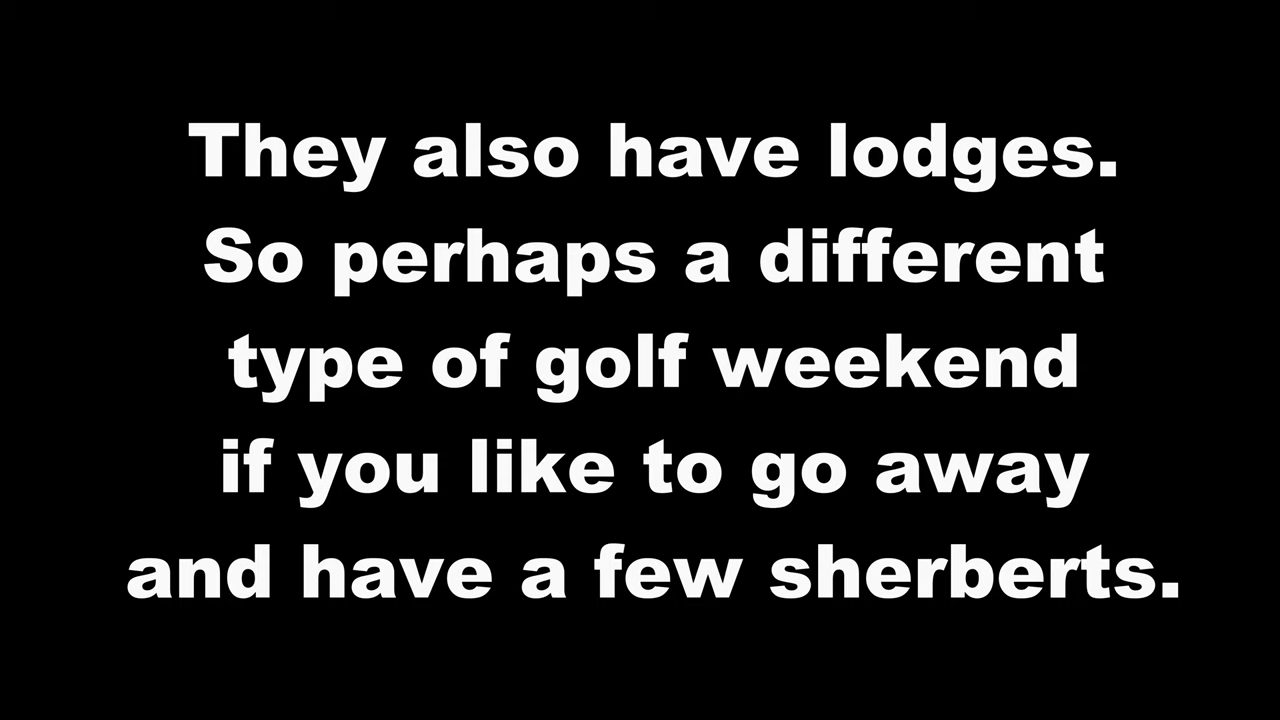 They also have lodges.
So perhaps a different
type of golf weekend
if you like to go away
and have a few sherberts.